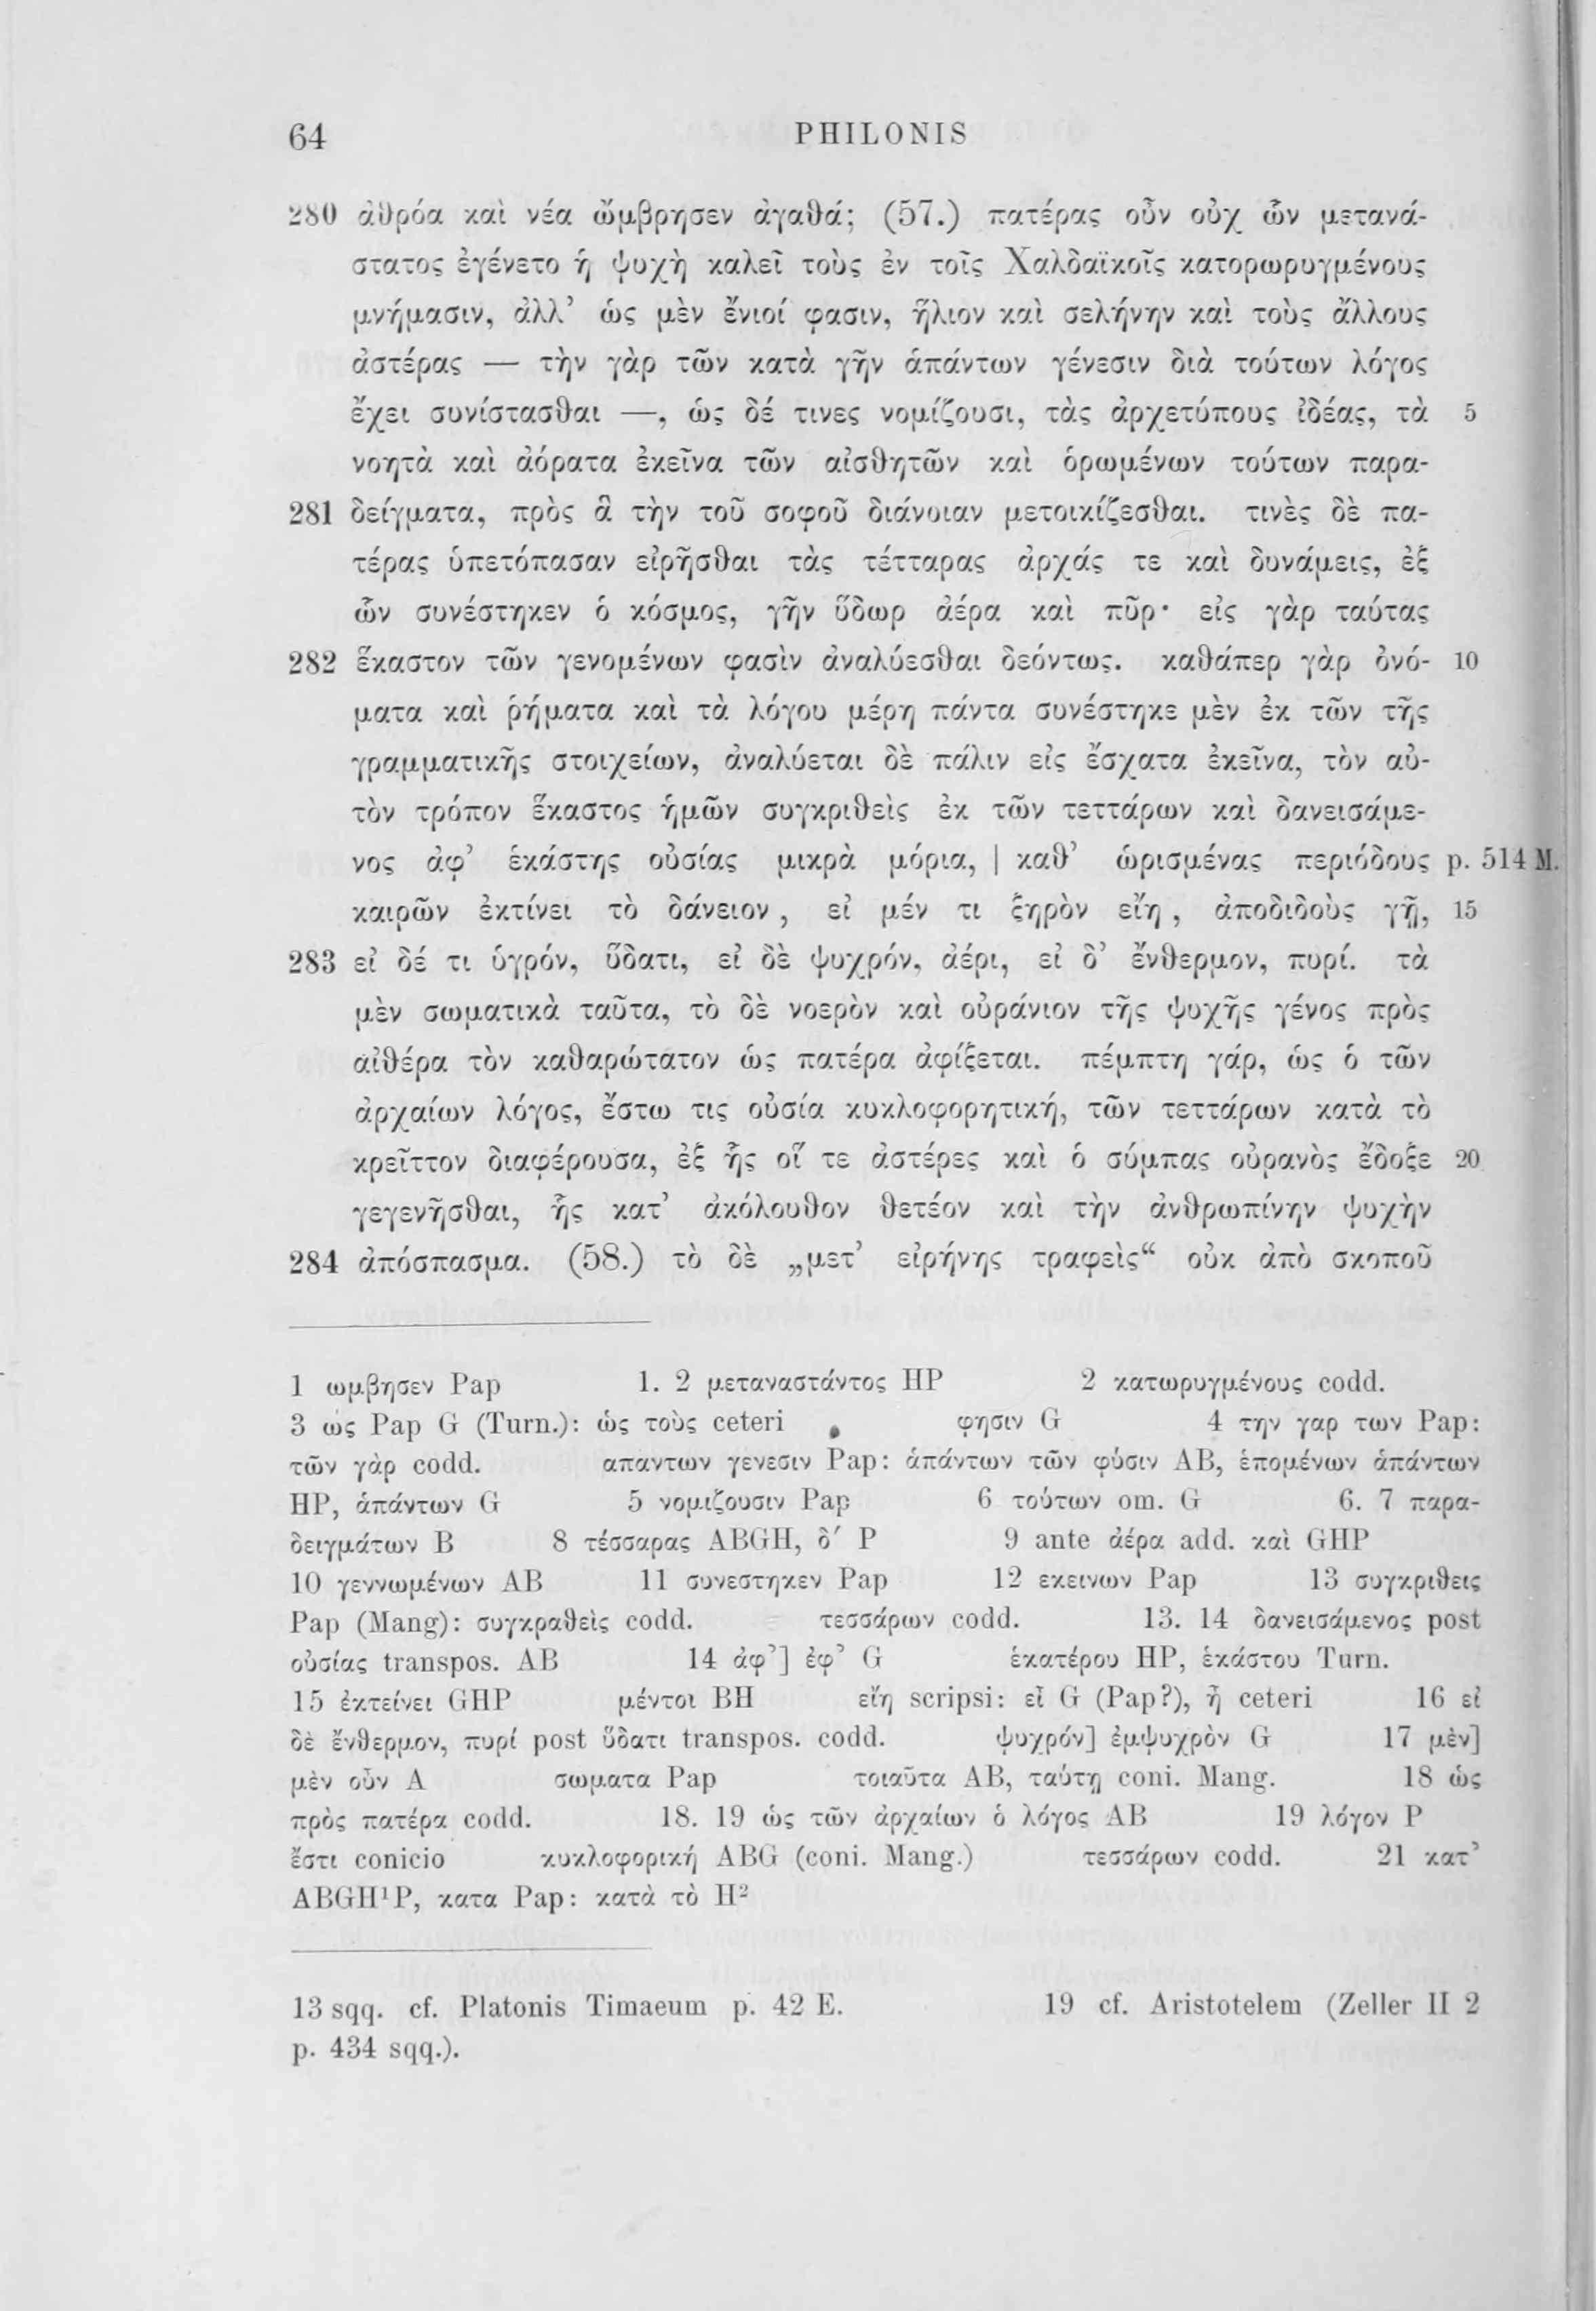 64 PHILONIS
280 ἀθρόα καὶ νέα ὤμβρησεν ἀγαθά; (57.) πατέρας οὖν οὐχ ὧν μετανά-
στατος ἐγένετο ἡ ψυχὴ καλεῖ τοὺς ἐν τοῖς Χαλδαϊκοῖς κατορωρυγμένους
μνήμασιν, ἀλλ’ ὡς μὲν ἔνιοί φασιν, ἥλιον καὶ σελήνην καὶ τοὺς ἄλλους
ἀστέρας — τὴν γὰρ τῶν κατὰ γῆν ἁπάντων γένεσιν διὰ τούτων λόγος
ἔχει συνίστασθαι —, ὡς δέ τινες νομίζουσι, τὰς ἀρχετύπους ἰδέας, τὰ 5
νοητὰ καὶ ἀόρατα ἐκεῖνα τῶν αἰσθητῶν καὶ ὁρωμένων τούτων παρα-
281 δείγματα, πρὸς ἃ τὴν τοῦ σοφοῦ διάνοιαν μετοικίζεσθαι. τινὲς δὲ πα-
τέρας ὑπετόπασαν εἰρῆσθαι τὰς τέτταρας ἀρχάς τε καὶ δυνάμεις, ἐξ
ὧν συνέστηκεν ὁ κόσμος, γῆν ὕδωρ ἀέρα καὶ πῦρ· εἰς γὰρ ταύτας
282 ἕκαστον τῶν γενομένων φασὶν ἀναλύεσθαι δεόντως. καθάπερ γὰρ ὀνό- 10
ματα καὶ ῥήματα καὶ τὰ λόγου μέρη πάντα συνέστηκε μὲν ἐκ τῶν τῆς
γραμματικῆς στοιχείων, ἀναλύεται δὲ πάλιν εἰς ἔσχατα ἐκεῖνα, τὸν αὐ-
τὸν τρόπον ἕκαστος ἡμῶν συγκριθεὶς ἐκ τῶν τεττάρων καὶ δανεισάμε-
νος ἀφ’ ἑκάστης οὐσίας μικρὰ μόρια, | καθ’ ὡρισμένας περιόδους p. 514 M.
καιρῶν ἐκτίνει τὸ δάνειον, εἰ μέν τι ξηρὸν εἴη, ἀποδιδοὺς γῇ, 15
283 εἰ δέ τι ὑγρόν, ὕδατι, εἰ δὲ ψυχρόν, ἀέρι, εἰ δ’ ἔνθερμον, πυρί. τὰ
μὲν σωματικὰ ταῦτα, τὸ δὲ νοερὸν καὶ οὐράνιον τῆς ψυχῆς γένος πρὸς
αἰθέρα τὸν καθαρώτατον ὡς πατέρα ἀφίξεται. πέμπτη γάρ, ὡς ὁ τῶν
ἀρχαίων λόγος, ἔστω τις οὐσία κυκλοφορητική, τῶν τεττάρων κατὰ τὸ
κρεῖττον διαφέρουσα, ἐξ ἧς οἵ τε ἀστέρες καὶ ὁ σύμπας οὐρανὸς ἔδοξε 20
γεγενῆσθαι, ἧς κατ’ ἀκόλουθον θετέον καὶ τὴν ἀνθρωπίνην ψυχὴν
284 ἀπόσπασμα. (58.) τὸ δὲ „μετ’ εἰρήνης τραφεὶς“ οὐκ ἀπὸ σκοποῦ
1 ωμβησεν Pap 1. 2 μεταναστάντος HP 2 κατωρυγμένους codd.
3 ως Pap G (Turn.): ὡς τοὺς ceteri φησιν G 4 την γαρ των Pap:
τῶν γὰρ codd. απαντων γενεσιν Pap: ἁπάντων τῶν φύσιν AB, ἑπομένων ἁπάντων
HP, ἁπάντων G 5 νομιζουσιν Pap 6 τούτων om. G 6. 7 παρα-
δειγμάτων B 8 τέσσαρας ABGH, δ′ P 9 ante ἀέρα add. καὶ GHP
10 γεννωμένων AB 11 συνεστηκεν Pap 12 εκεινων Pap 13 συγκριθεις
Pap (Mang): συγκραθεὶς codd. τεσσάρων codd. 13. 14 δανεισάμενος post
οὐσίας transpos. AB 14 ἀφ’] ἐφ’ G ἑκατέρου HP, ἑκάστου Turn.
15 ἐκτείνει GHP μέντοι BH εἴη scripsi: εἶ G (Pap?), ἦ ceteri 16 εἰ
δὲ ἔνθερμον, πυρί post ὕδατι transpos. codd. ψυχρόν] ἐμψυχρὸν G 17 μὲν]
μὲν οὖν A σωματα Pap τοιαῦτα AB, ταύτῃ coni. Mang. 18 ὡς
πρὸς πατέρα codd. 18. 19 ὡς τῶν ἀρχαίων ὁ λόγος AB 19 λόγον P
ἔστι conicio κυκλοφορική ABG (coni. Mang.) τεσσάρων codd. 21 κατ’
ABGH¹P, κατα Pap: κατὰ τὸ H²
13 sqq. cf. Platonis Timaeum p. 42 E. 19 cf. Aristotelem (Zeller II 2
p. 434 sqq.).